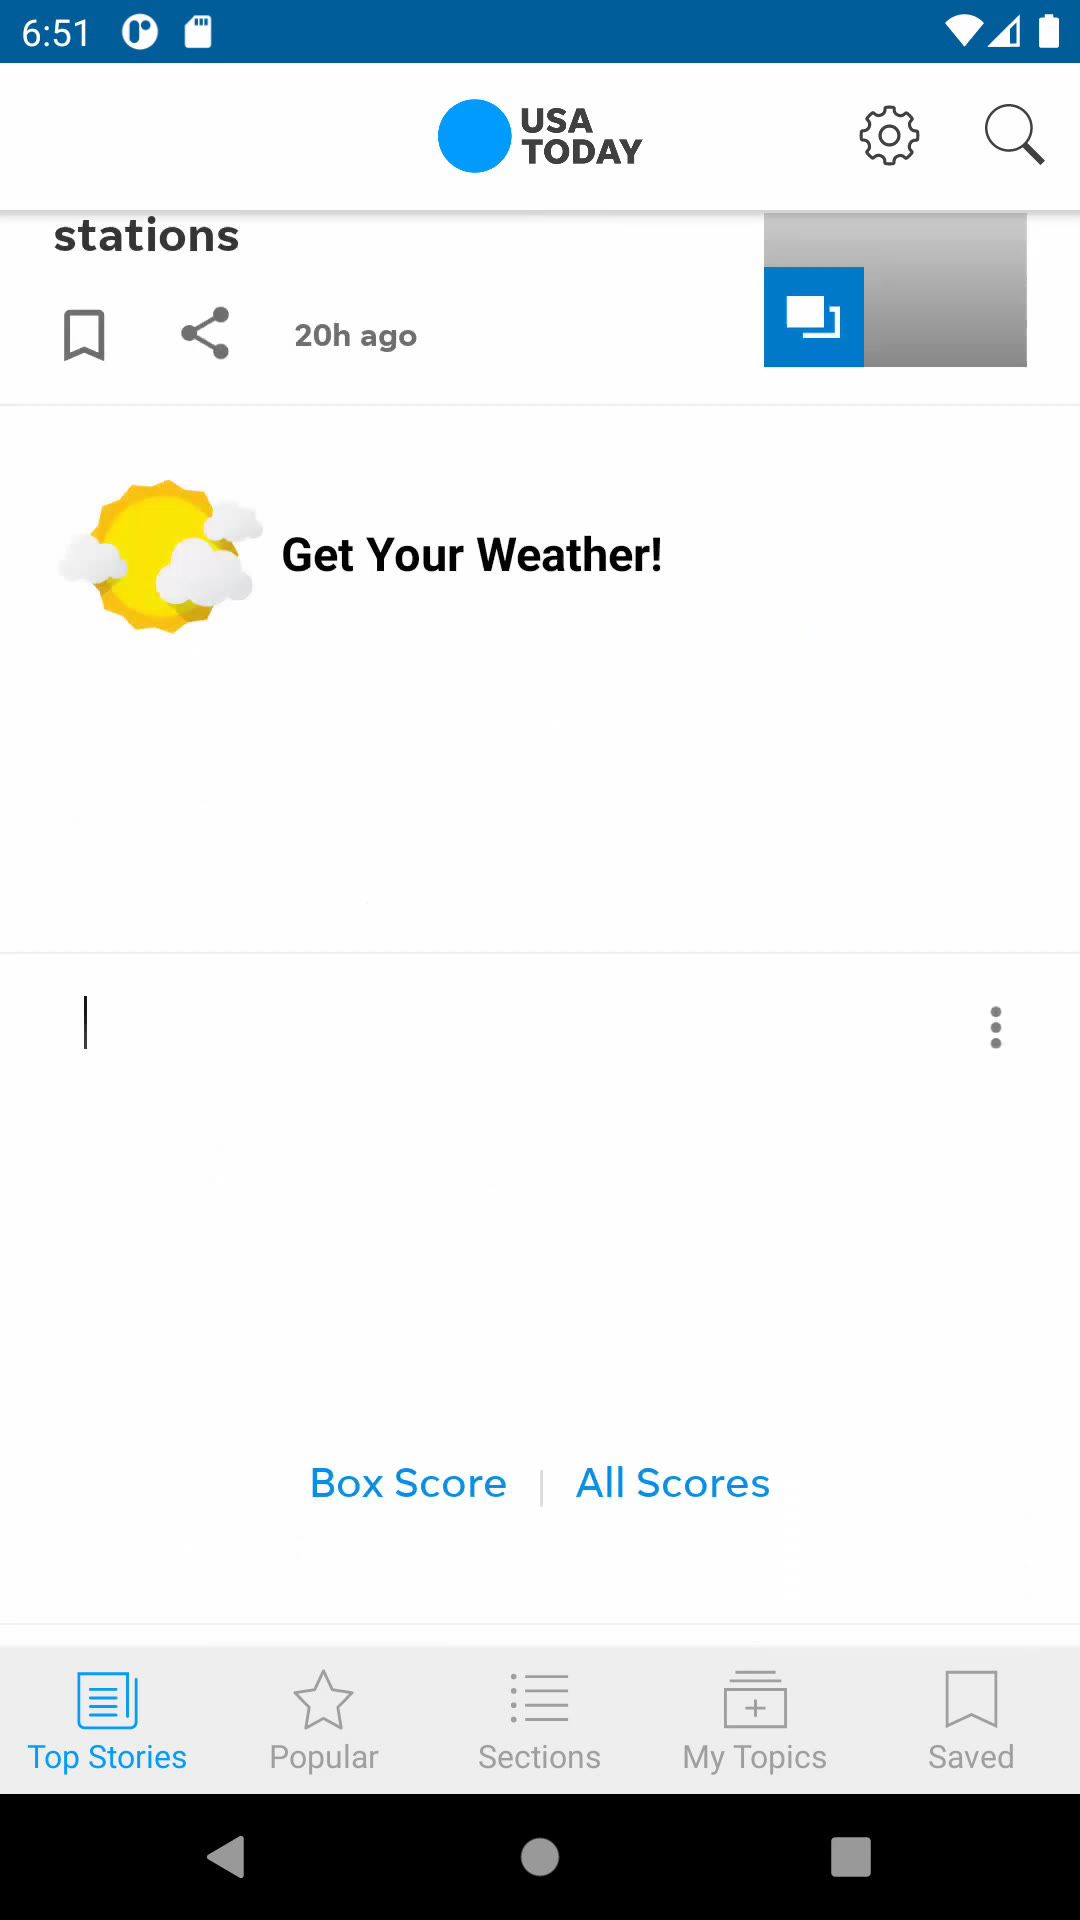 6:51
USA
TODAY
stations
20h ago
Get Your Weather!
Box Score
All Scores
Top Stories
Popular
Sections
My Topics
Saved